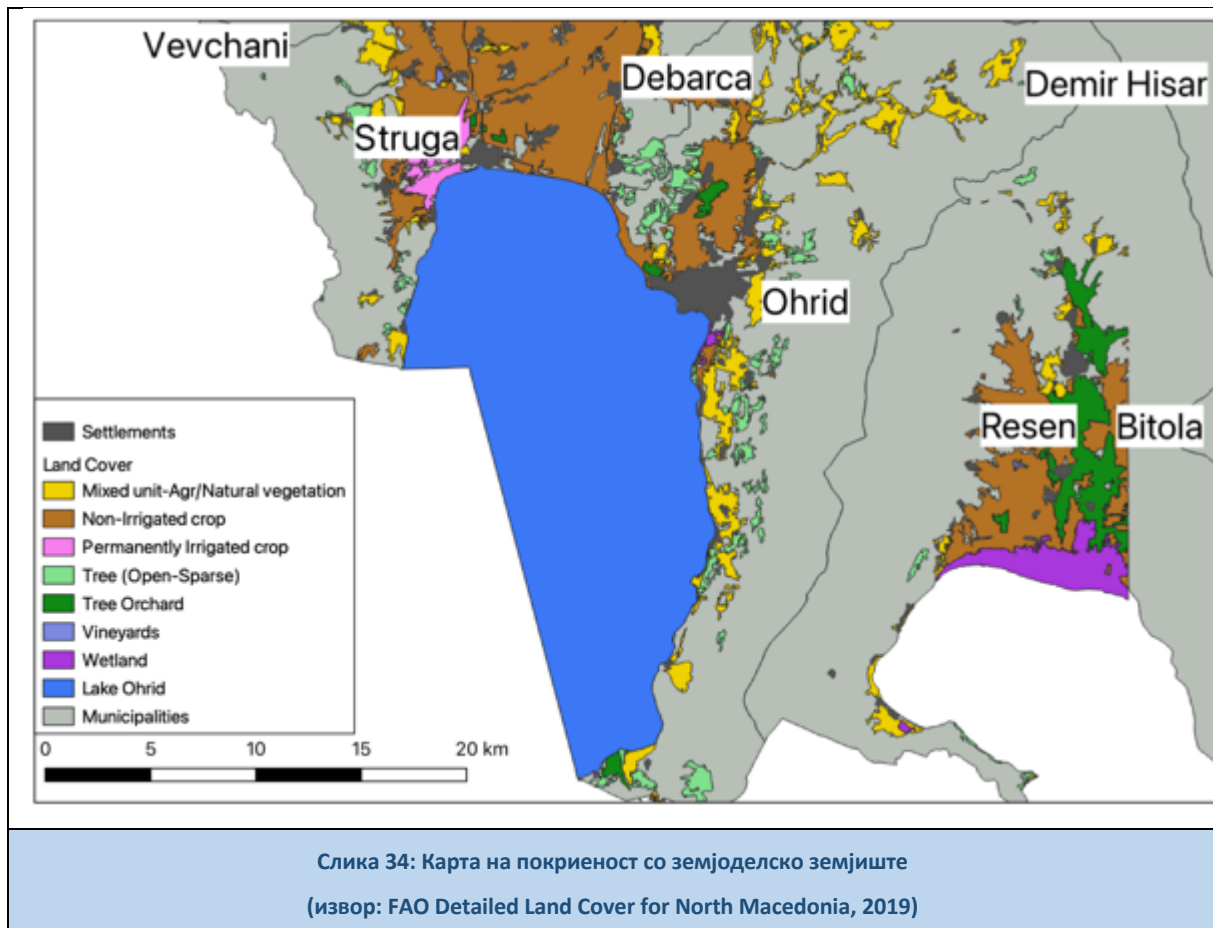 Vevchani
Debarca
Demir Hisar
Struga
Ohrid
Resen
Bitola
Settlements
Land Cover
Mixed unit-Agr/Natural vegetation
Non-Irrigated crop
Permanently Irrigated crop
Tree (Open-Sparse)
Tree Orchard
Vineyards
Wetland
Lake Ohrid
Municipalities
0 5 10 15 20 km
Слика 34: Карта на покриеност со земјоделско земјиште
(извор: FAO Detailed Land Cover for North Macedonia, 2019)